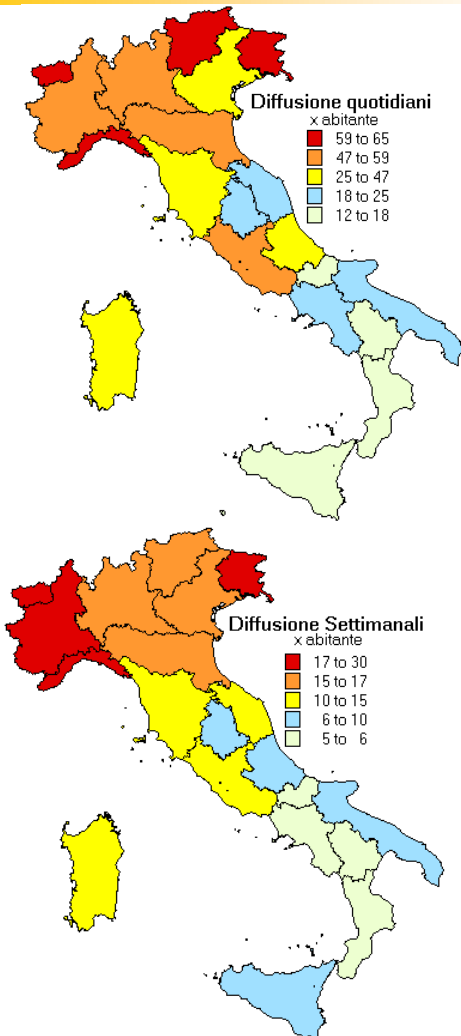 Diffusione quotidiani
x abitante
59 to 65
47 to 59
25 to 47
18 to 25
12 to 18
Diffusione Settimanali
x abitante
17 to 30
15 to 17
10 to 15
6 to 10
5 to 6